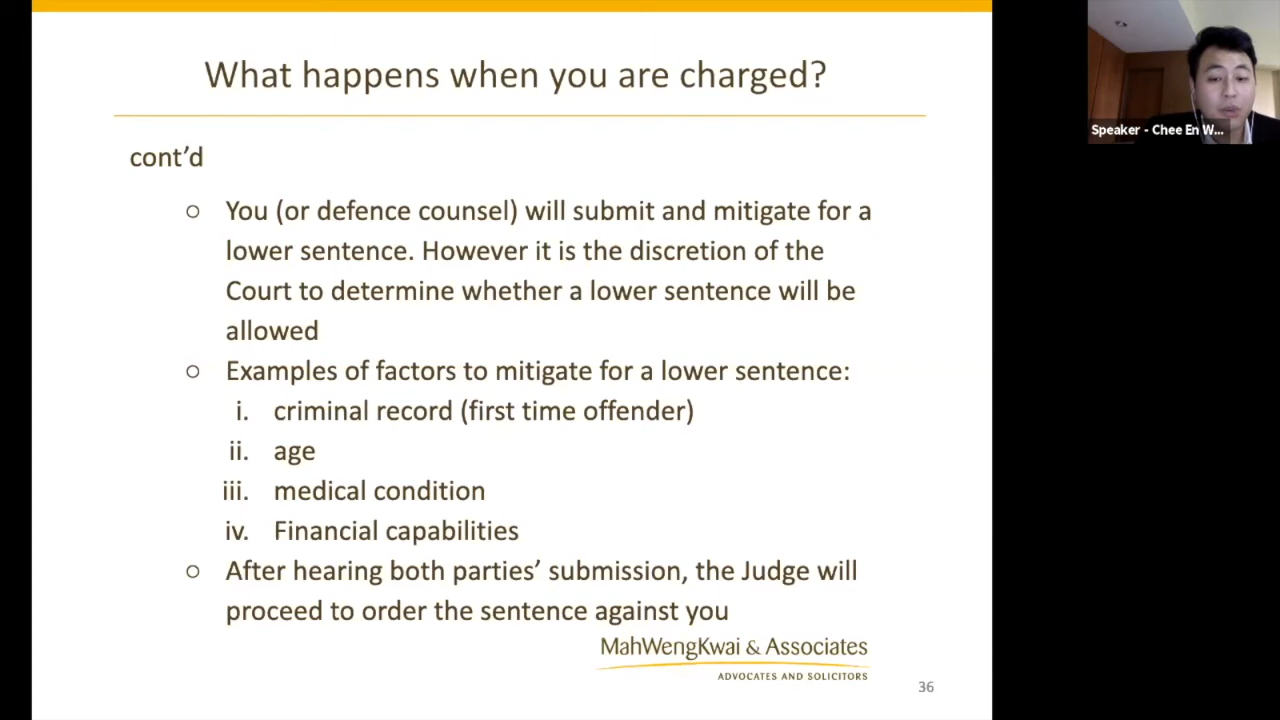 What happens when you are charged?
cont’d
○ You (or defence counsel) will submit and mitigate for a
lower sentence. However it is the discretion of the
Court to determine whether a lower sentence will be
allowed
○ Examples of factors to mitigate for a lower sentence:
i. criminal record (first time offender)
ii. age
iii. medical condition
iv. Financial capabilities
○ After hearing both parties’ submission, the Judge will
proceed to order the sentence against you
MahWengKwai & Associates
ADVOCATES AND SOLICITORS
36
Speaker - Chee En W...